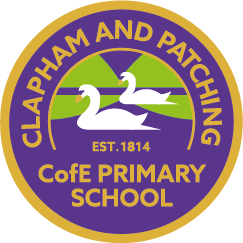 CLAPHAM AND PATCHING
EST. 1814
CofE PRIMARY
SCHOOL